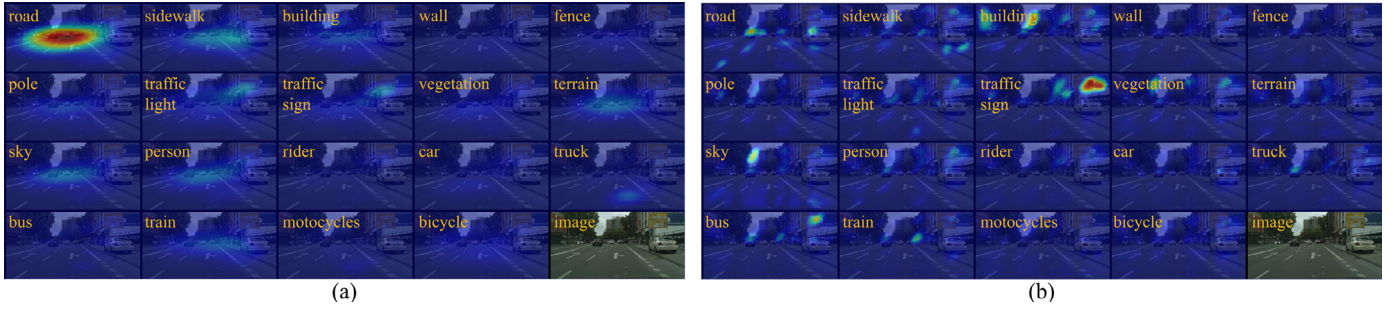 road sidewalk building wall fence
pole traffic light traffic sign vegetation terrain
sky person rider car truck
bus train motocycles bicycle image
(a)
road sidewalk building wall fence
pole traffic light traffic sign vegetation terrain
sky person rider car truck
bus train motocycles bicycle image
(b)